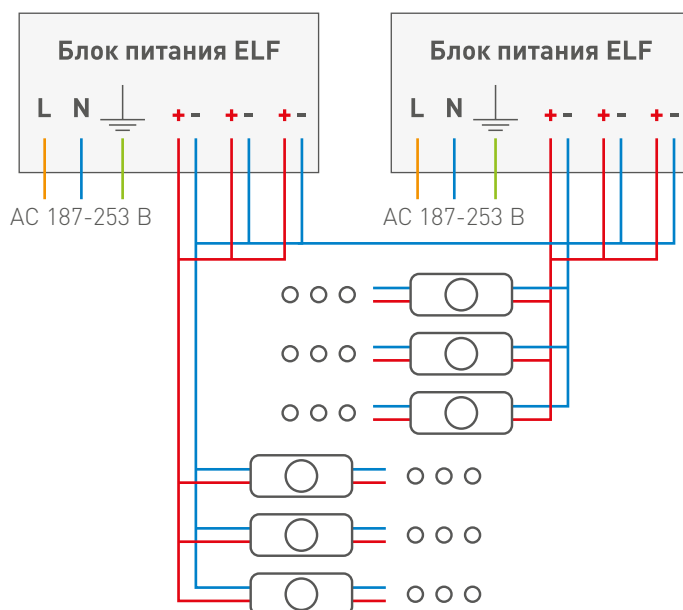 Блок питания ELF
L N + - + - + -
AC 187-253 В
Блок питания ELF
L N + - + - + -
AC 187-253 В